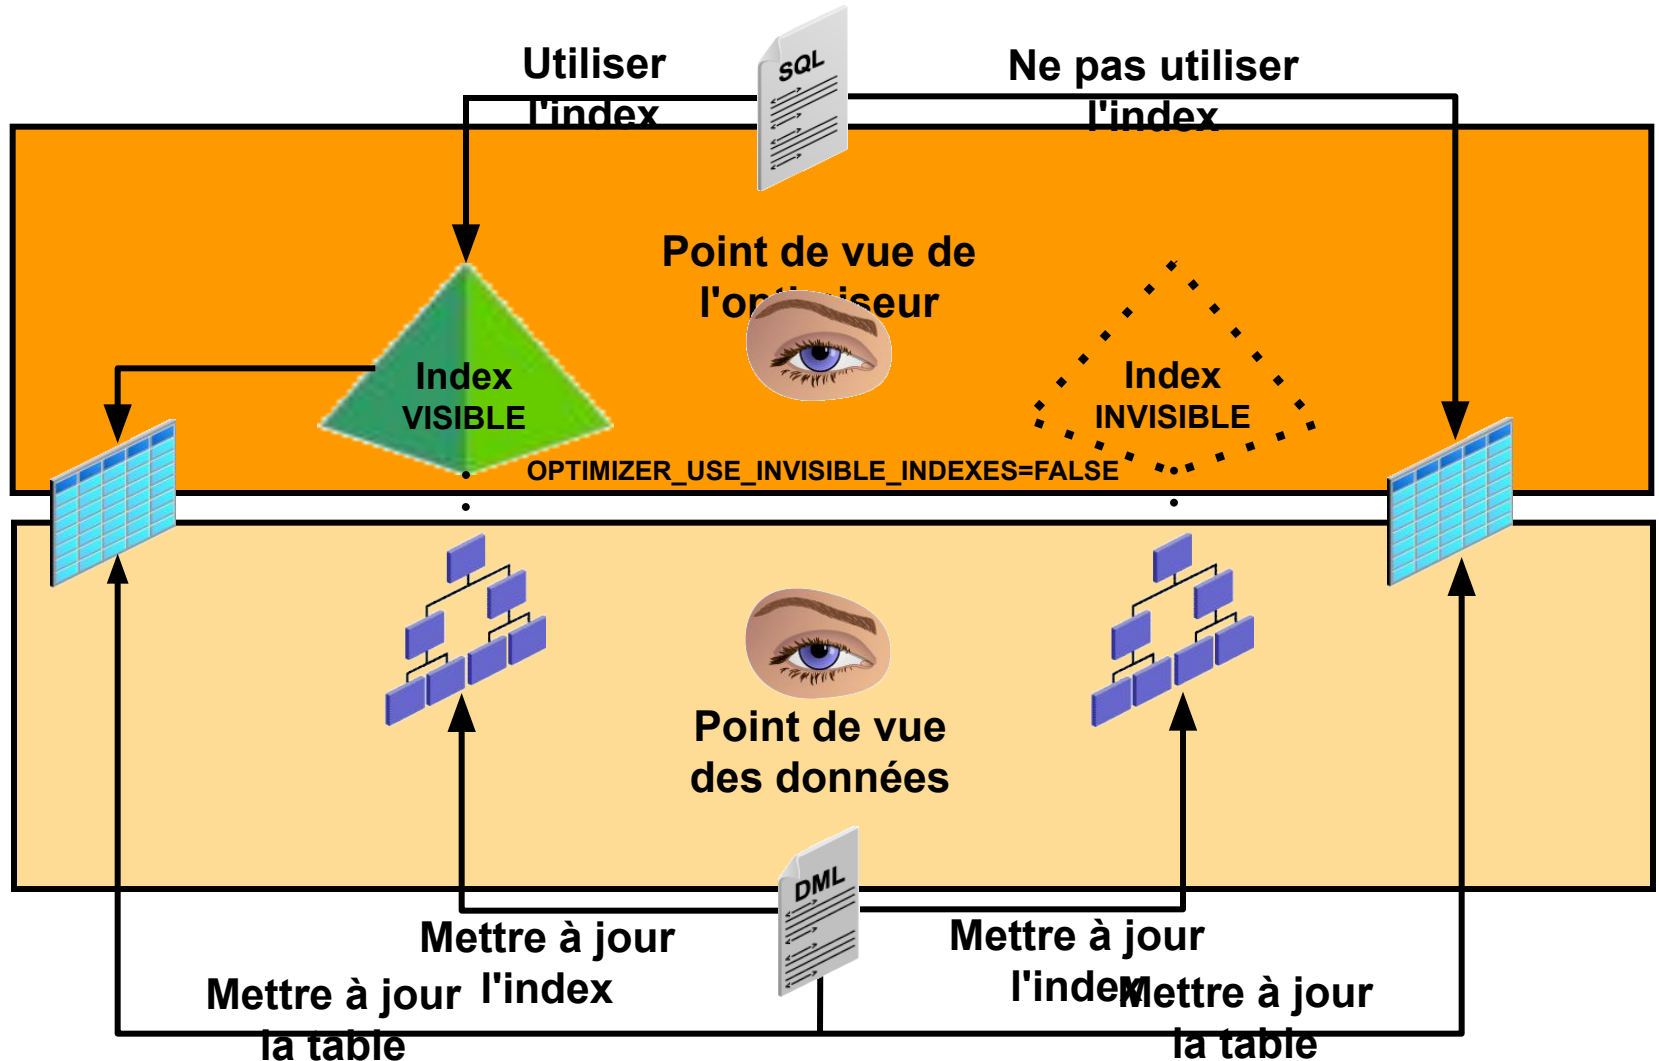 Utiliser
l'index
SQL
Ne pas utiliser
l'index
Point de vue de
Index
VISIBLE
Index
INVISIBLE
OPTIMIZER_USE_INVISIBLE_INDEXES=FALSE
Point de vue
des données
DML
Mettre à jour
l'index
Mettre à jour
l'index
Mettre à jour
la table
Mettre à jour
la table